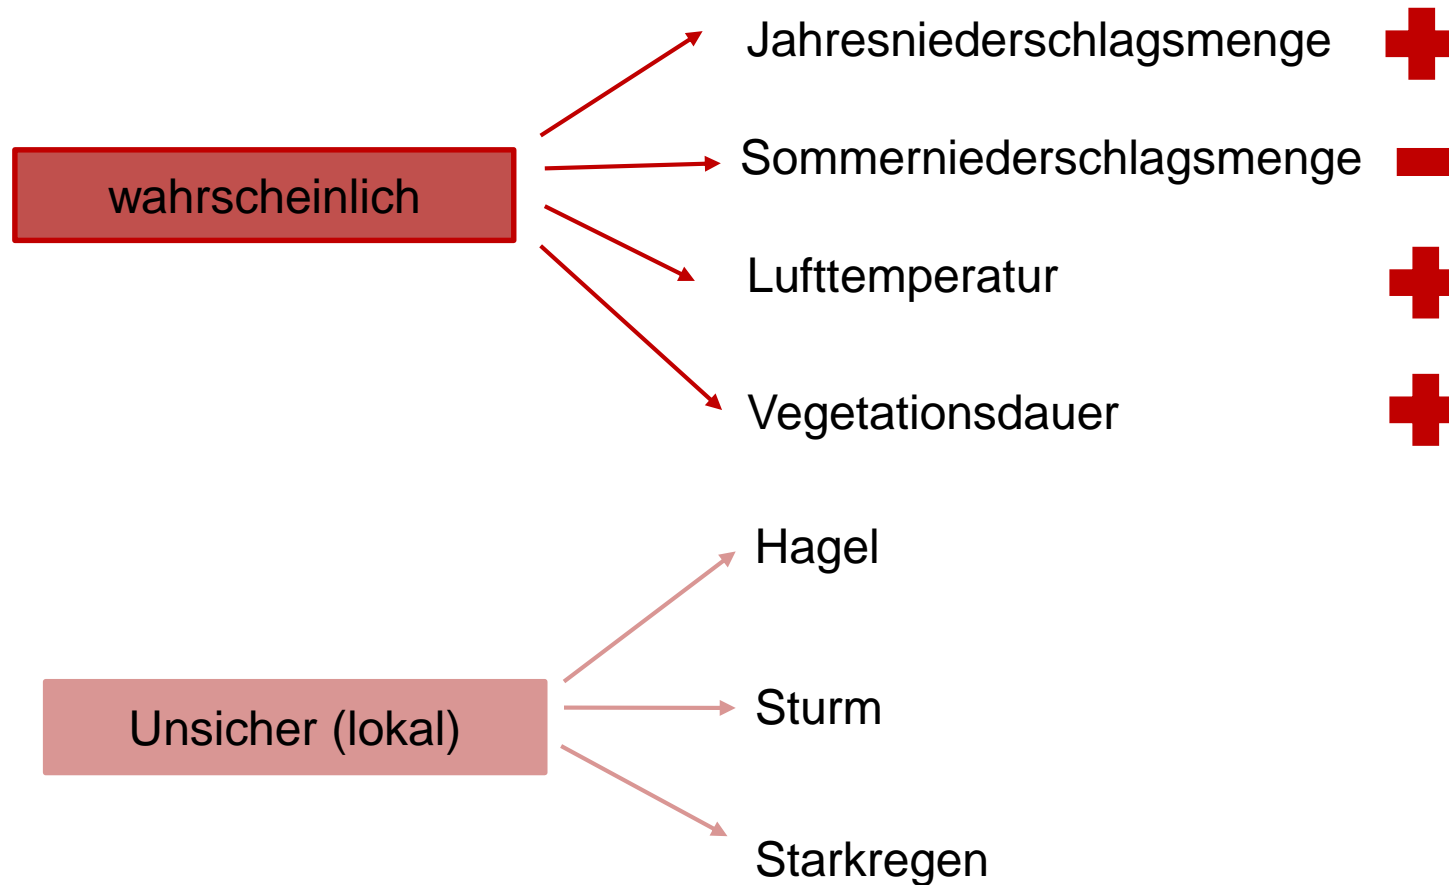 Jahresniederschlagsmenge
Sommerniederschlagsmenge
wahrscheinlich
Lufttemperatur
Vegetationsdauer
Hagel
Sturm
Unsicher (lokal)
Starkregen